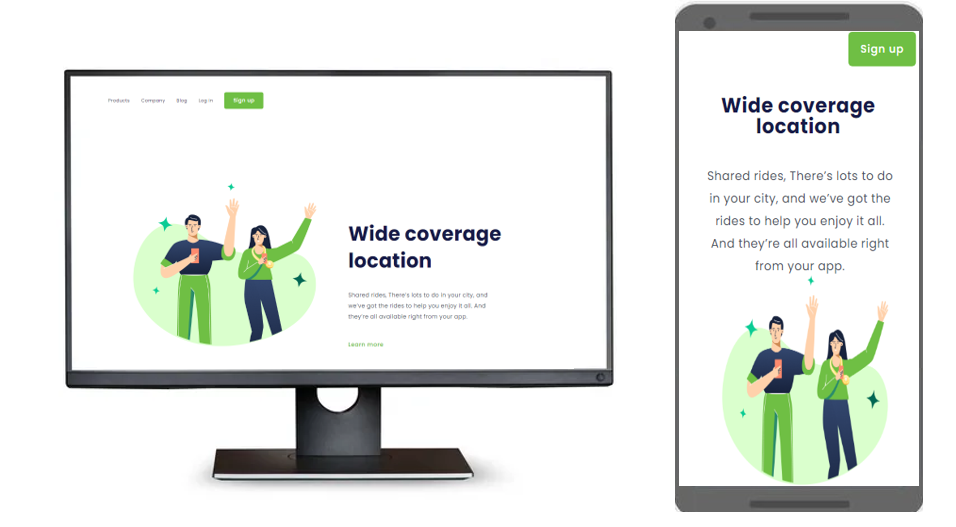 Products Company Blog Log in Sign up
Wide coverage
location
Shared rides, There's lots to do in your city, and
we've got the rides to help you enjoy it all. And
they're all available right from your app.
Learn more
Sign up
Wide coverage
location
Shared rides, There's lots to do
in your city, and we've got the
rides to help you enjoy it all.
And they're all available right
from your app.